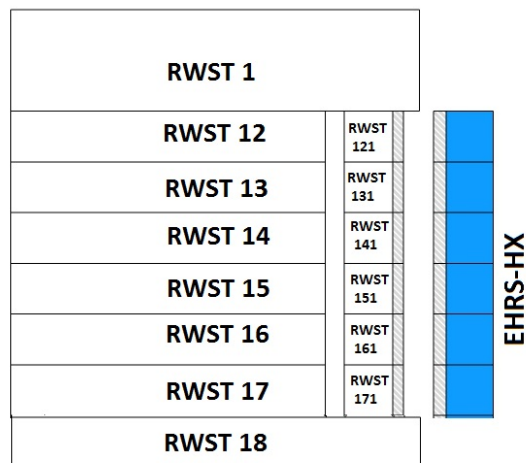 RWST 1
RWST 12
RWST
121
RWST 13
RWST
131
RWST 14
RWST
141
RWST 15
RWST
151
RWST 16
RWST
161
RWST 17
RWST
171
RWST 18
EHRS-HX